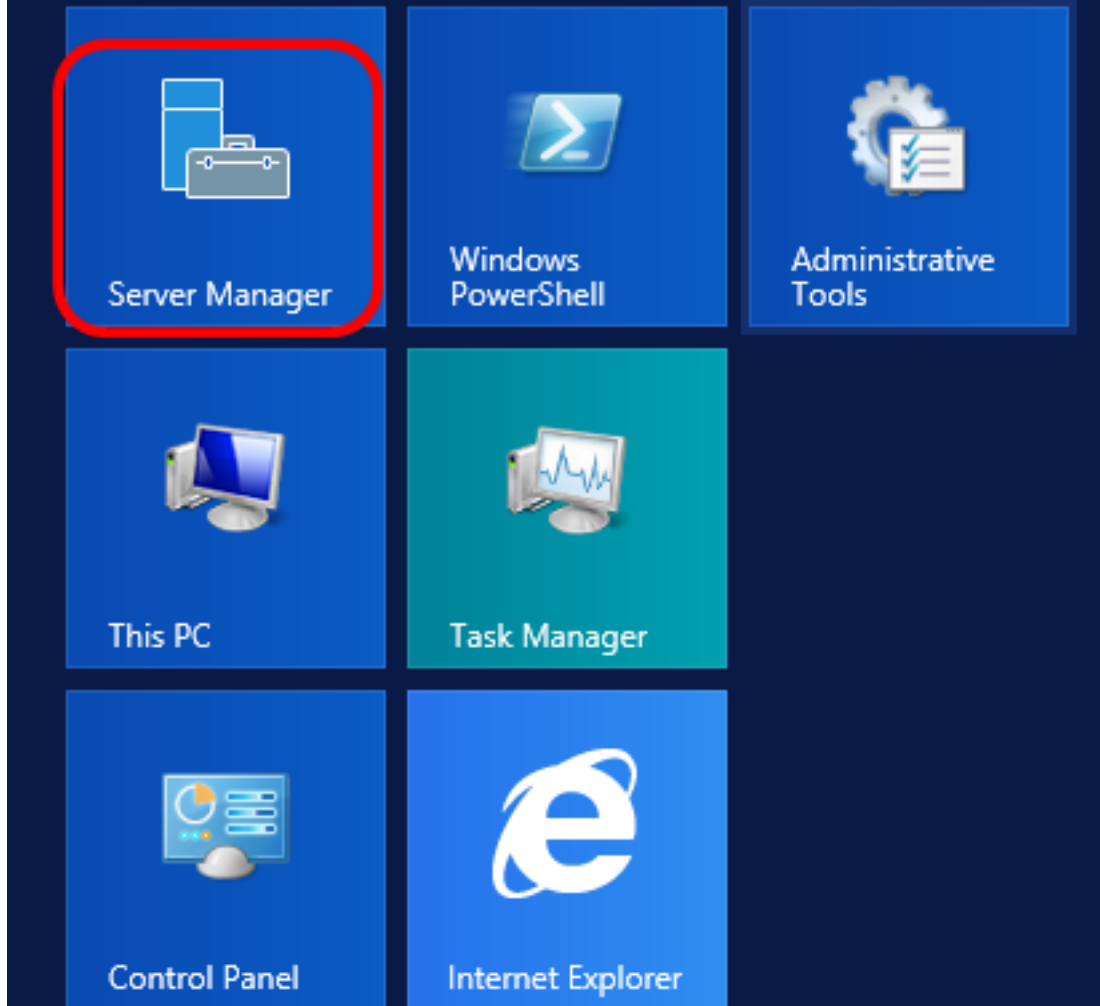 Server Manager
Windows
PowerShell
Administrative
Tools
This PC
Task Manager
Control Panel
Internet Explorer